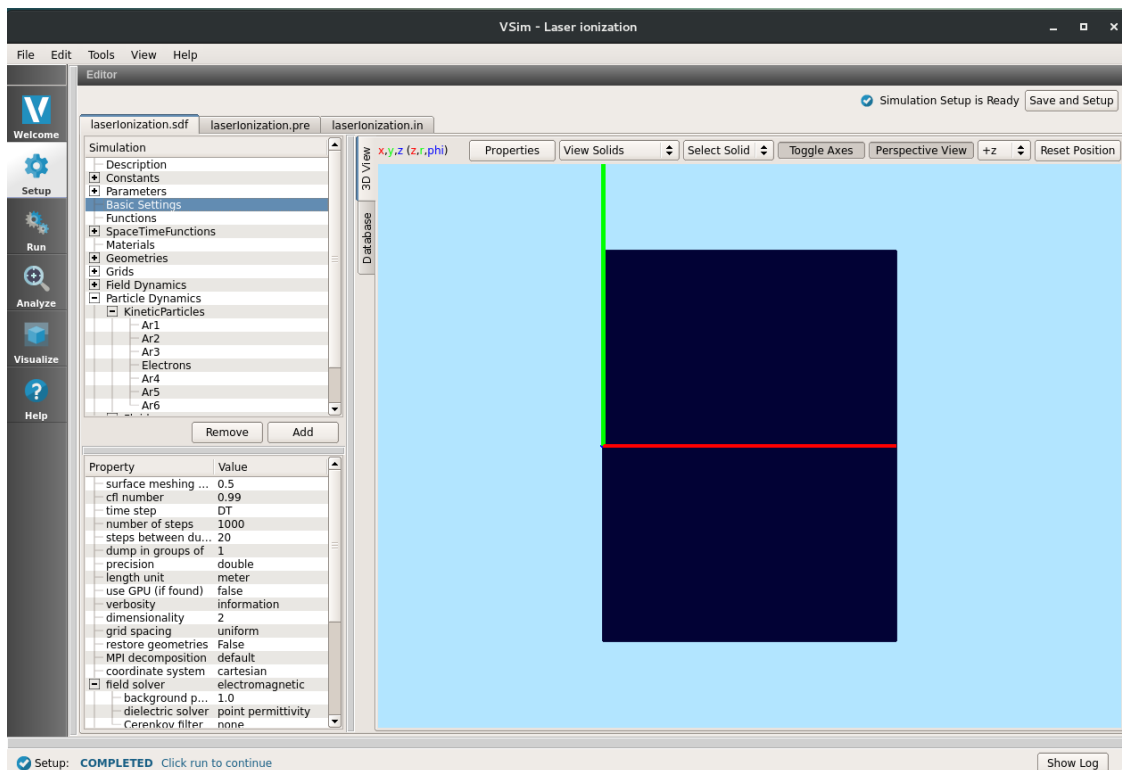 VSim - Laser ionization
File Edit Tools View Help
Editor
Simulation Setup is Ready Save and Setup
Welcome
Setup
Run
Analyze
Visualize
Help
laserIonization.sdf laserIonization.pre laserIonization.in
Simulation
Description
Constants
Parameters
Basic Settings
Functions
SpaceTimeFunctions
Materials
Geometries
Grids
Field Dynamics
Particle Dynamics
KineticParticles
Ar1
Ar2
Ar3
Electrons
Ar4
Ar5
Ar6
Remove Add
Property Value
surface meshing ... 0.5
cfl number 0.99
time step DT
number of steps 1000
steps between du... 20
dump in groups of 1
precision double
length unit meter
use GPU (if found) false
verbosity information
dimensionality 2
grid spacing uniform
restore geometries False
MPI decomposition default
coordinate system cartesian
field solver electromagnetic
background p... 1.0
dielectric solver point permittivity
Cerenkov filter none
3D View
Database
x,y,z (z,r,phi) Properties View Solids Select Solid Toggle Axes Perspective View +z Reset Position
Setup: COMPLETED Click run to continue Show Log